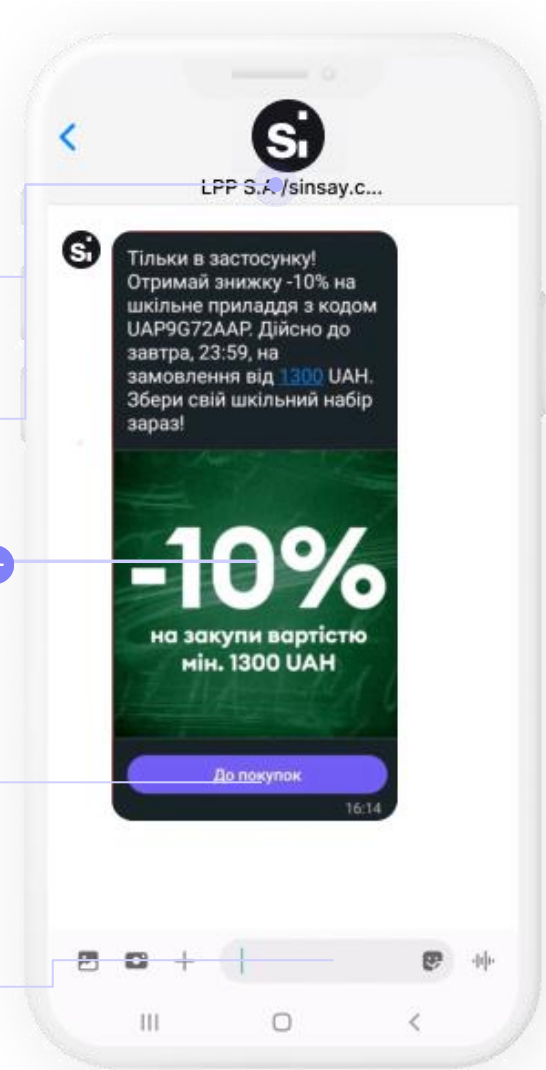 Si
LPP S.A /sinsay.c...
Si
Тільки в застосунку!
Отримай знижку -10% на
шкільне приладдя з кодом
UAP9G72AAP. Дійсно до
завтра, 23:59, на
замовлення від 1300 UAH.
Збери свій шкільний набір
зараз!
-10%
на закупи вартістю
мін. 1300 UAH
До покупок
16:14